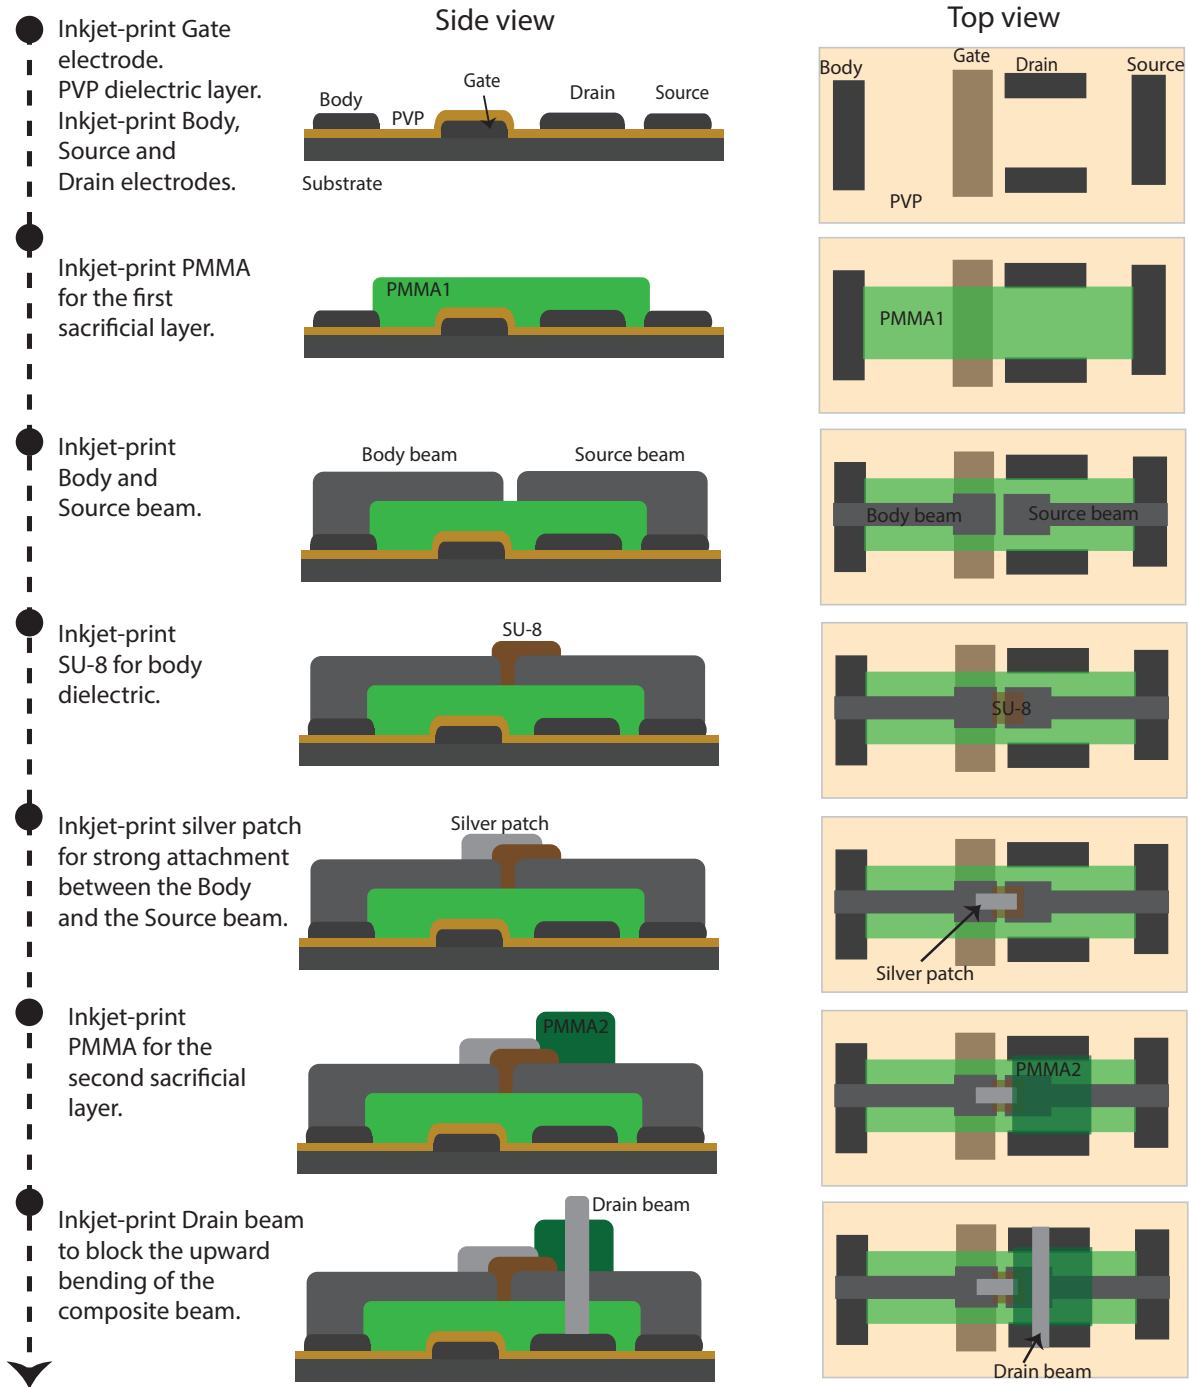 Side view
Top view
Inkjet-print Gate
electrode.
PVP dielectric layer.
Inkjet-print Body,
Source and
Drain electrodes.
Body
PVP
Gate
Drain
Source
Substrate
Body
Gate
Drain
Source
PVP
Inkjet-print PMMA
for the first
sacrificial layer.
PMMA1
PMMA1
Inkjet-print
Body and
Source beam.
Body beam
Source beam
Body beam
Source beam
Inkjet-print
SU-8 for body
dielectric.
SU-8
SU-8
Inkjet-print silver patch
for strong attachment
between the Body
and the Source beam.
Silver patch
Silver patch
Inkjet-print
PMMA for the
second sacrificial
layer.
PMMA2
PMMA2
Inkjet-print Drain beam
to block the upward
bending of the
composite beam.
Drain beam
Drain beam